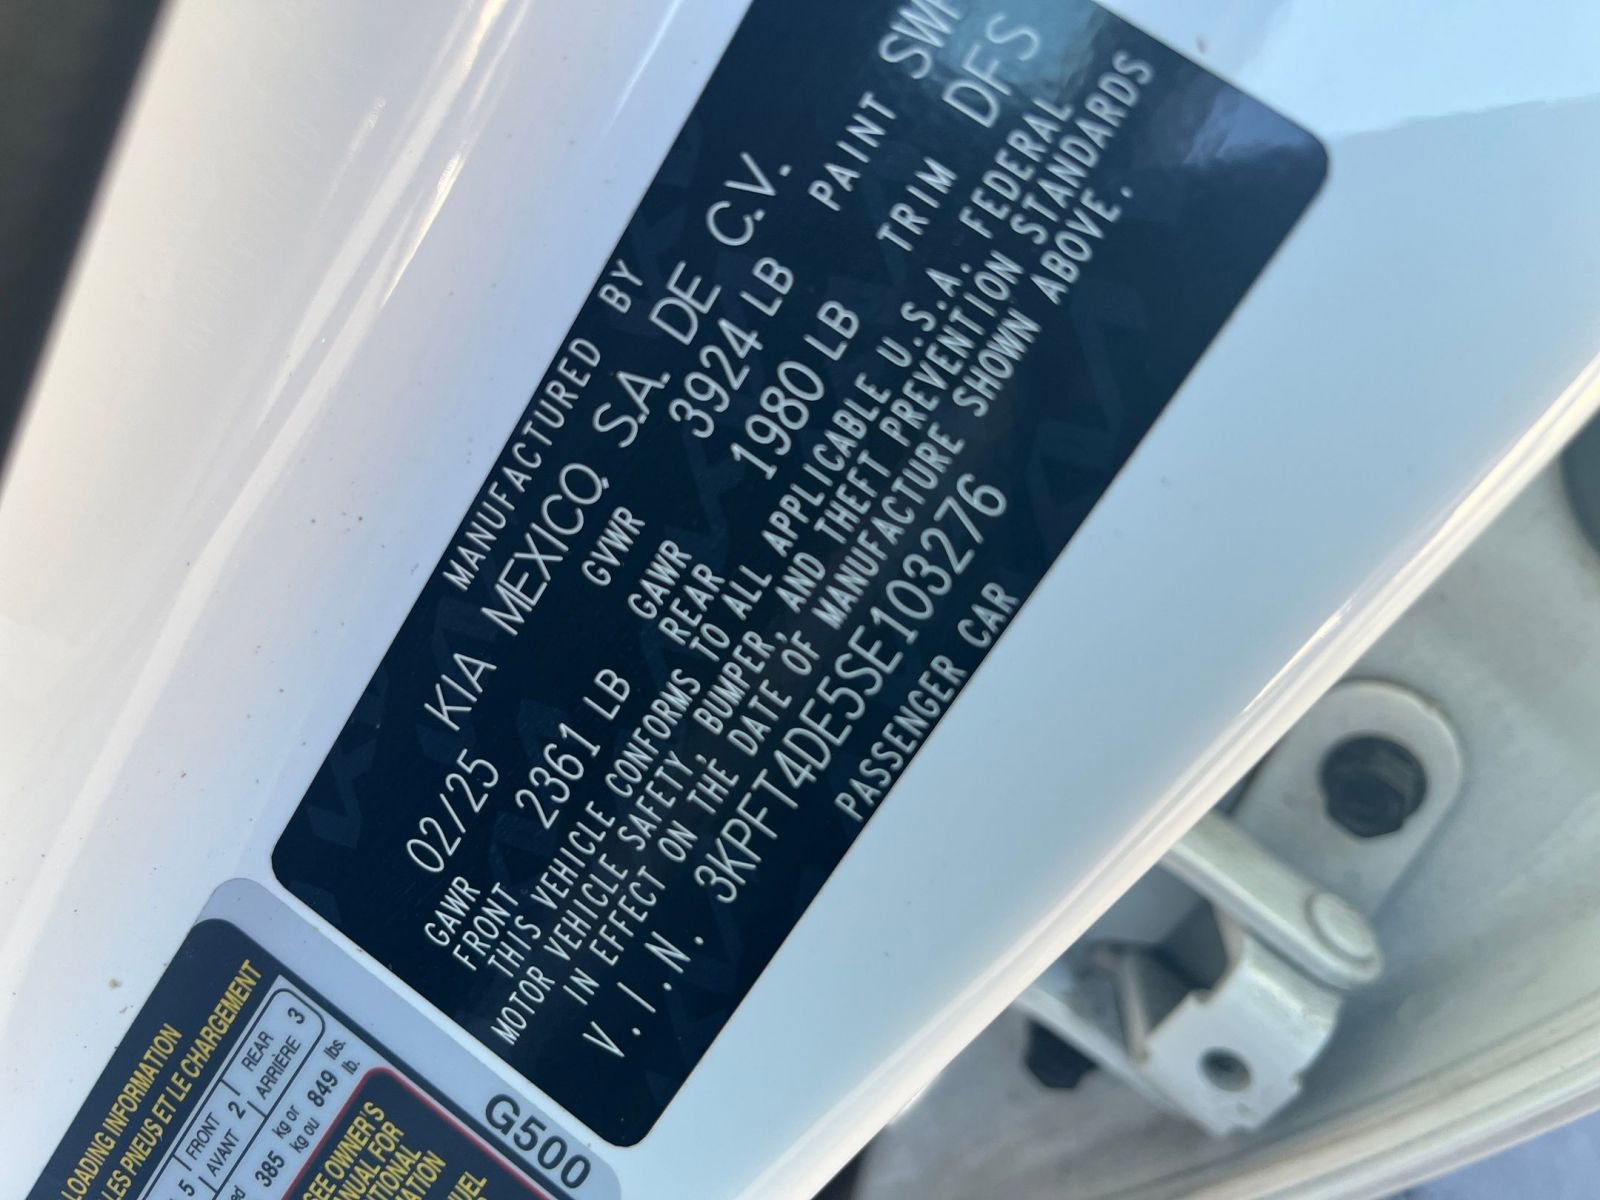 MANUFACTURED BY
02/25 KIA MEXICO, S.A. DE C.V.
GAWR FRONT 2361 LB GVWR 3924 LB PAINT
GAWR REAR 1980 LB TRIM DFS
THIS VEHICLE CONFORMS TO ALL APPLICABLE U.S.A. FEDERAL
MOTOR VEHICLE SAFETY, BUMPER, AND THEFT PREVENTION STANDARDS
IN EFFECT ON THE DATE OF MANUFACTURE SHOWN ABOVE.
V.I.N. 3KPFT4DE5SE103276
PASSENGER CAR
LOADING INFORMATION
LES PNEUS ET LE CHARGEMENT
5 FRONT 2 REAR 3
AVANT ARRIÈRE
385 kg or 849 lbs.
kg ou lb.
SEE OWNER'S
MANUAL FOR
G500